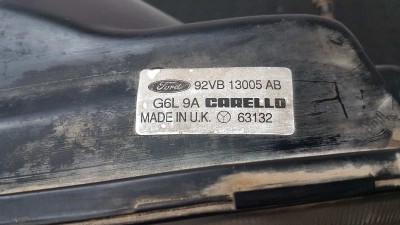 Ford 92VB 13005 AB
G6L 9A CARELLO
MADE IN U.K. 63132